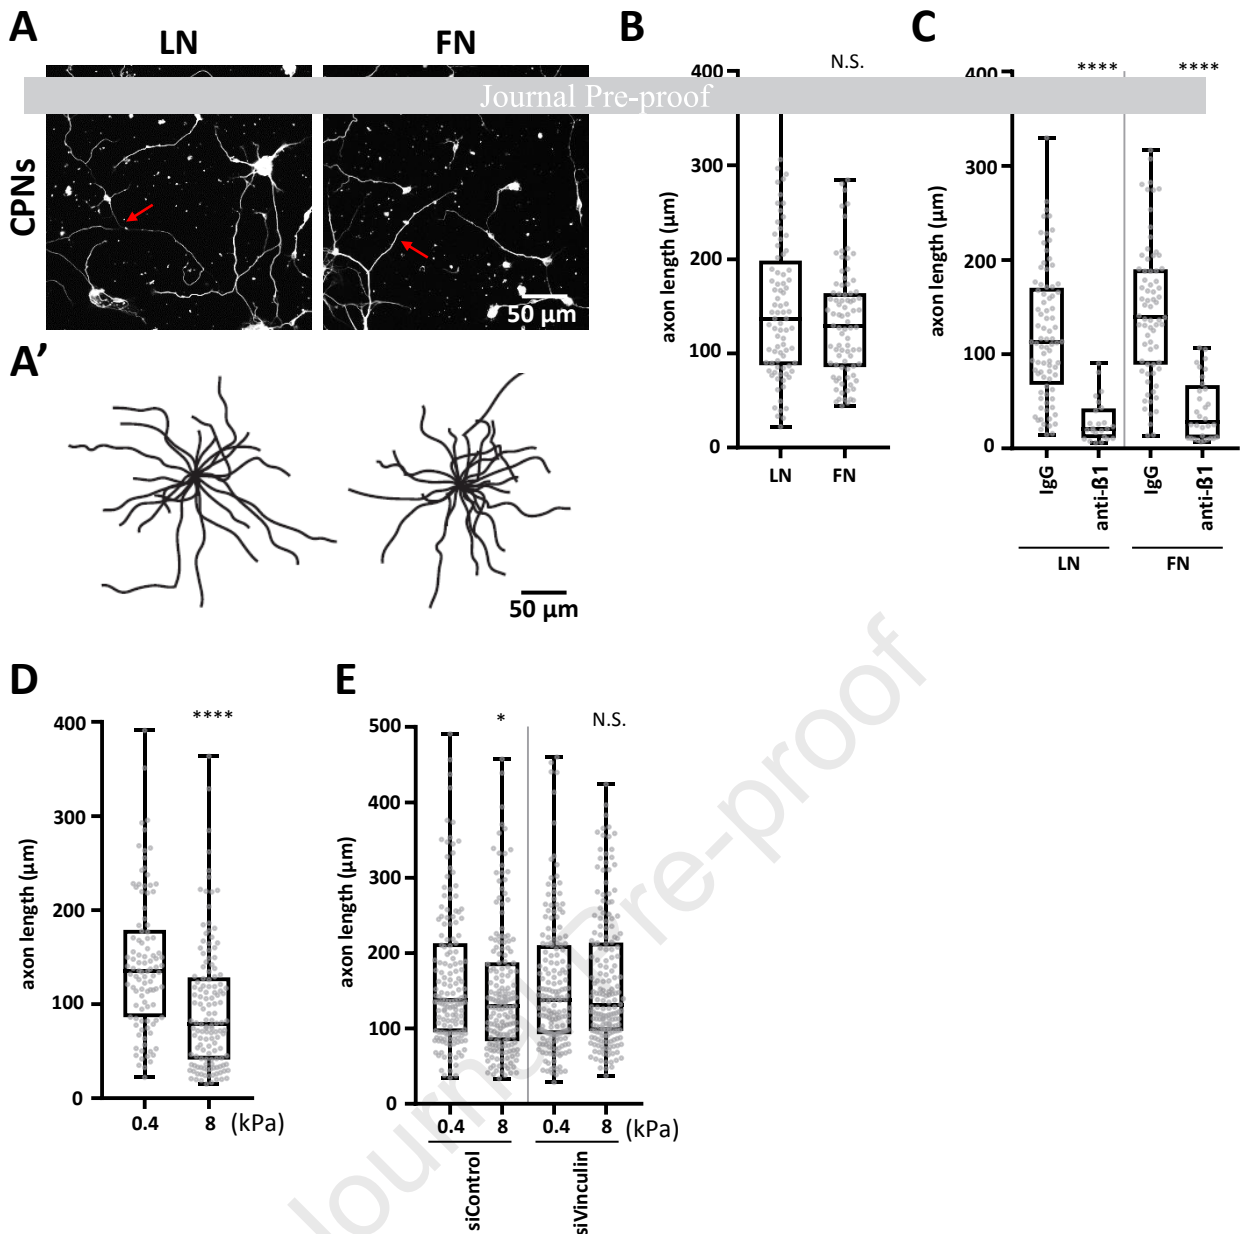 A
LN
FN
CPNs
50 µm
A'
50 µm
Journal Pre-proof
B
N.S.
400
300
200
100
0
axon length (µm)
LN
FN
C
****
****
400
300
200
100
0
axon length (µm)
IgG
anti-ß1
IgG
anti-ß1
LN
FN
D
****
400
300
200
100
0
axon length (µm)
0.4
8
(kPa)
E
*
N.S.
500
400
300
200
100
0
axon length (µm)
0.4
8
0.4
8
(kPa)
siControl
siVinculin
Journal Pre-proof